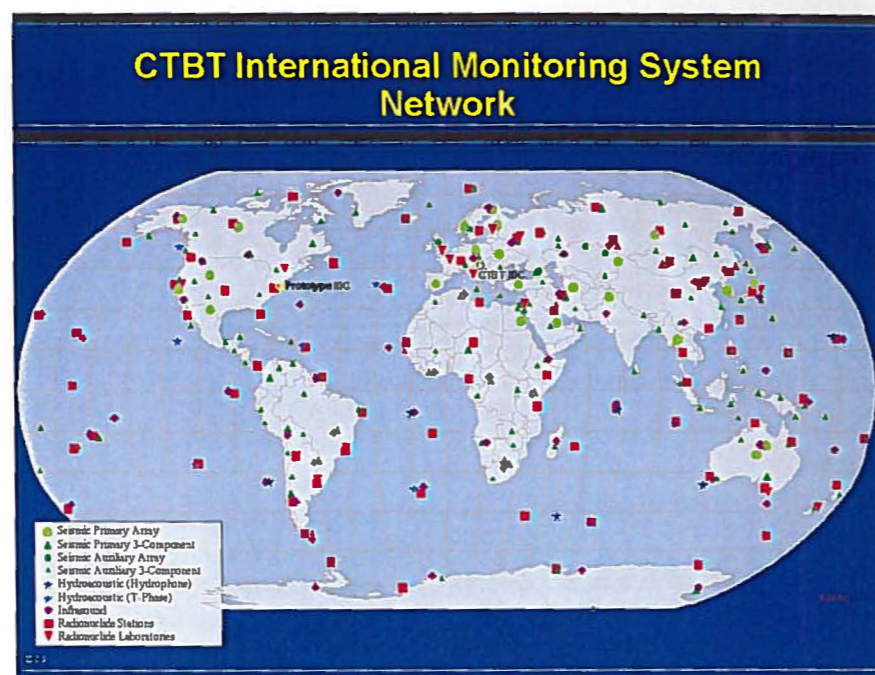 CTBT International Monitoring System
Network
Prototype IDC
CTBT IDC
Seismic Primary Array
Seismic Primary 3-Component
Seismic Auxiliary Array
Seismic Auxiliary 3-Component
Hydroacoustic (Hydrophone)
Hydroacoustic (T-Phase)
Infrasound
Radionuclide Stations
Radionuclide Laboratories